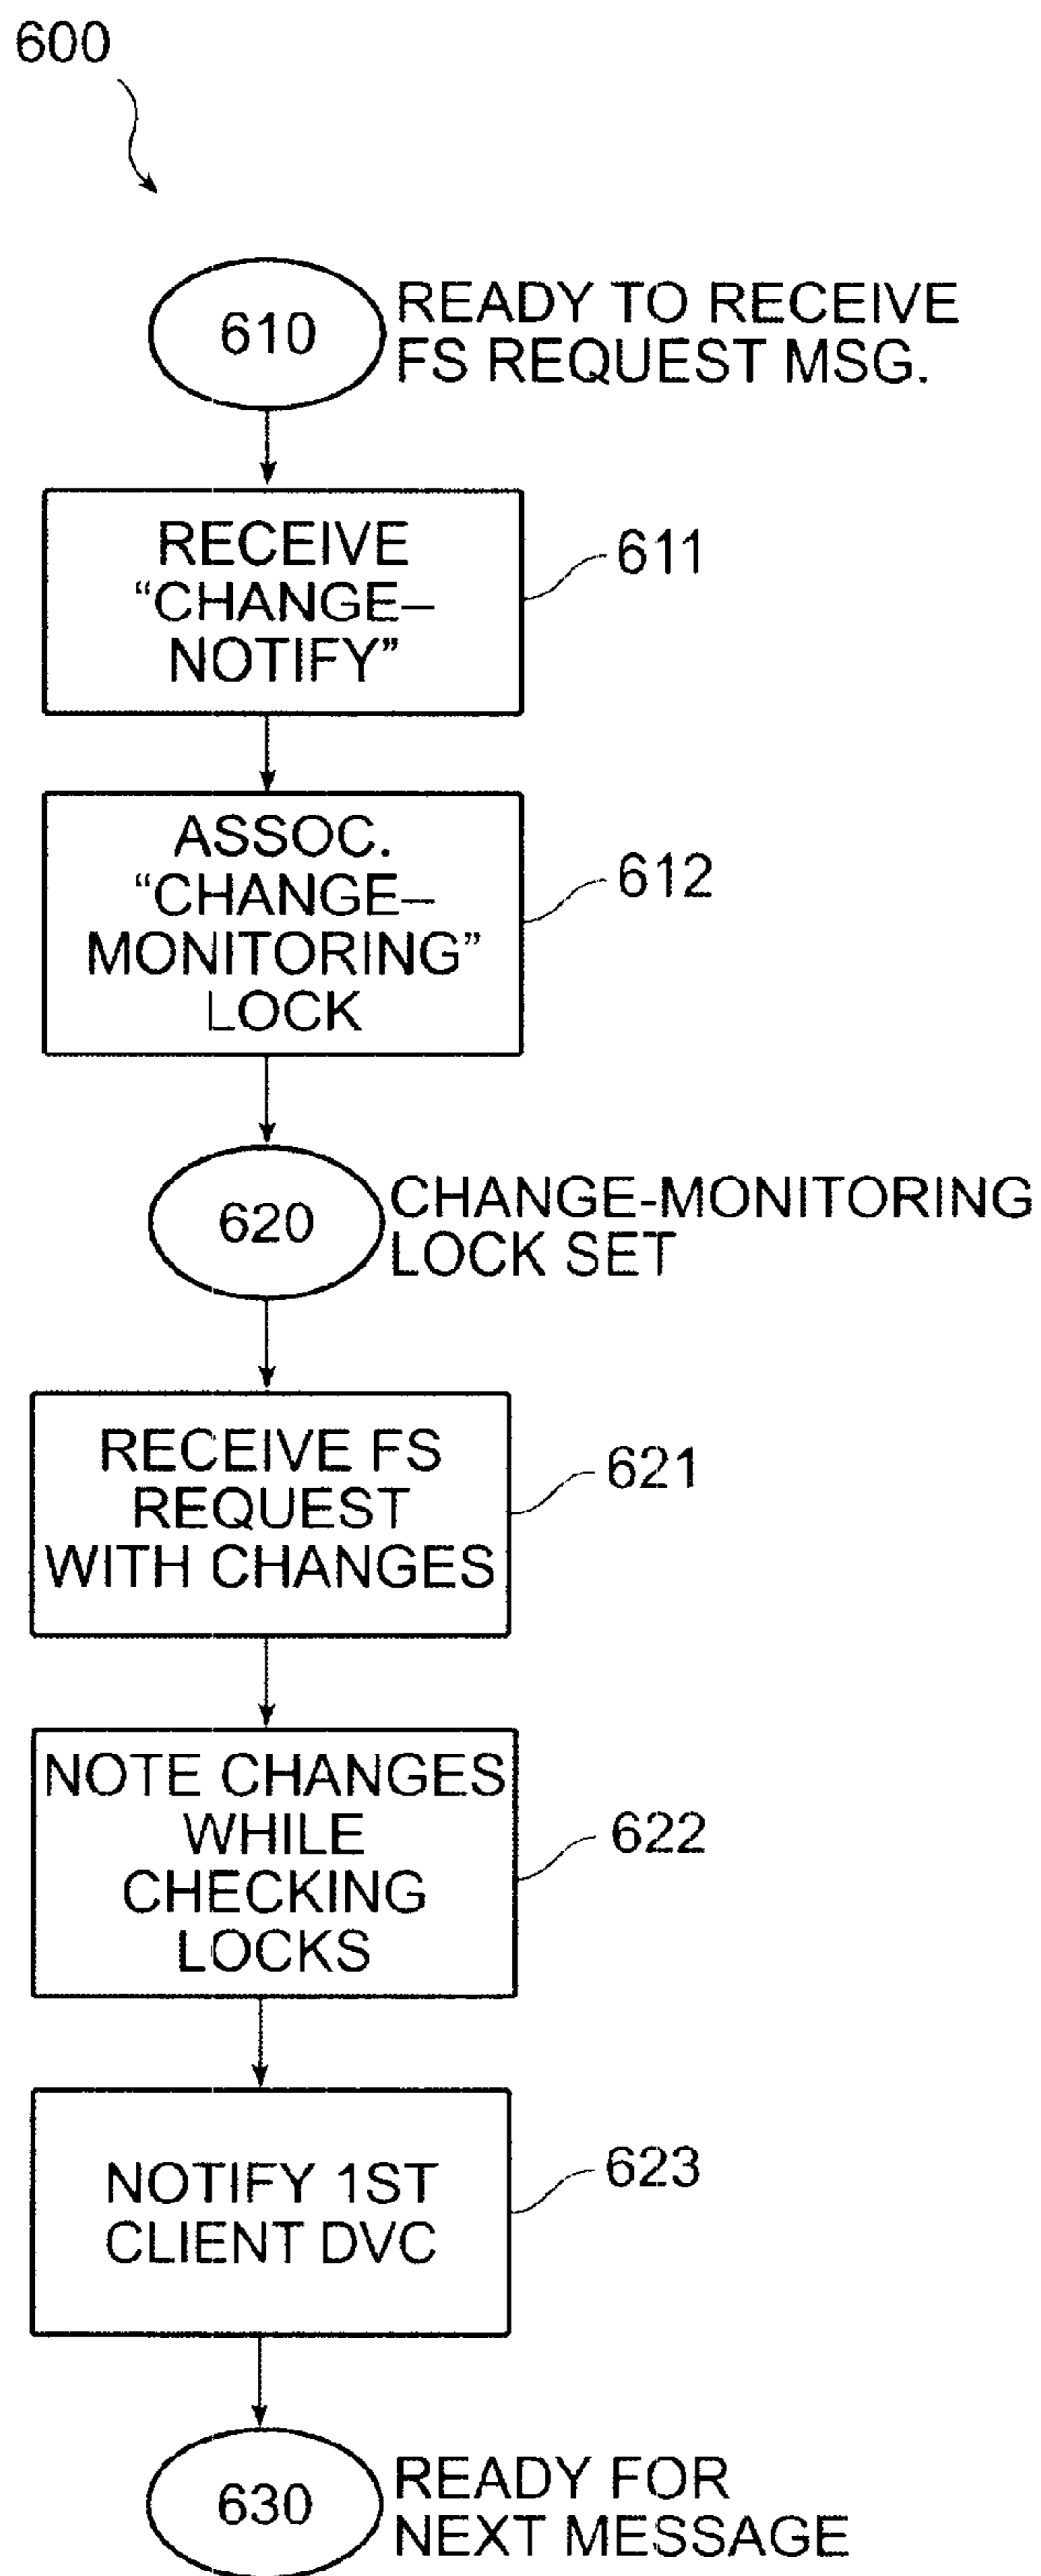 600
610
READY TO RECEIVE
FS REQUEST MSG.
RECEIVE
“CHANGE–
NOTIFY”
611
ASSOC.
“CHANGE–
MONITORING”
LOCK
612
620
CHANGE-MONITORING
LOCK SET
RECEIVE FS
REQUEST
WITH CHANGES
621
NOTE CHANGES
WHILE
CHECKING
LOCKS
622
NOTIFY 1ST
CLIENT DVC
623
630
READY FOR
NEXT MESSAGE